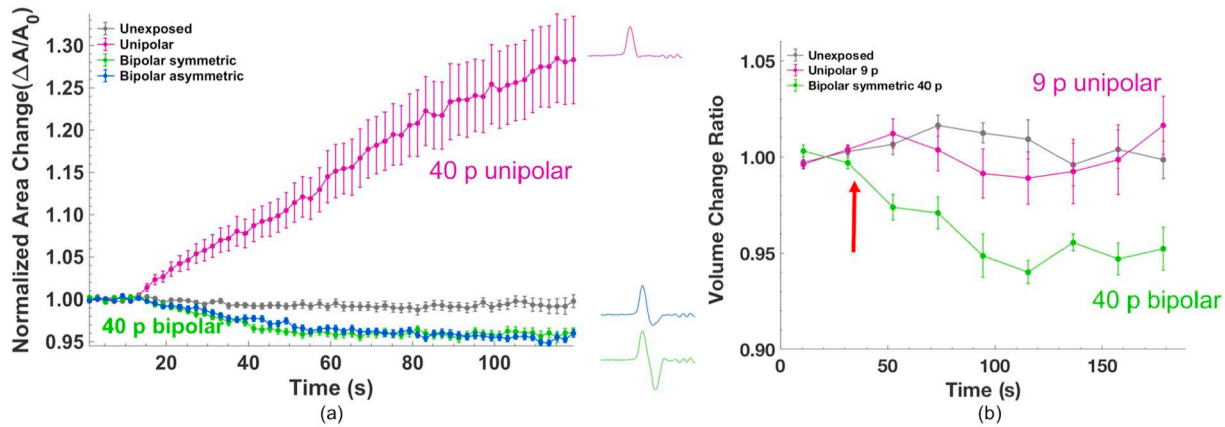 Normalized Area Change(△A/A0)
1.30
1.25
1.20
1.15
1.10
1.05
1.00
0.95
Unexposed
Unipolar
Bipolar symmetric
Bipolar asymmetric
40 p unipolar
40 p bipolar
20
40
60
80
100
Time (s)
(a)
Volume Change Ratio
1.05
1.00
0.95
0.90
Unexposed
Unipolar 9 p
Bipolar symmetric 40 p
9 p unipolar
40 p bipolar
0
50
100
150
Time (s)
(b)